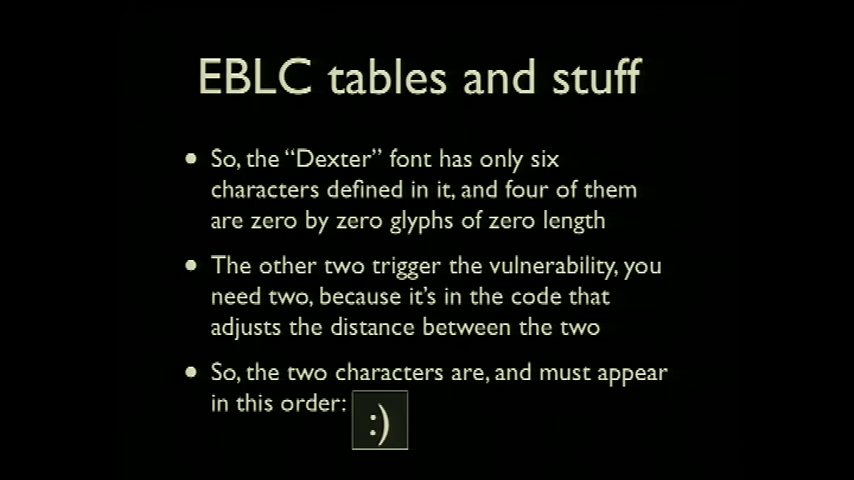 EBLC tables and stuff
• So, the “Dexter” font has only six
characters defined in it, and four of them
are zero by zero glyphs of zero length
• The other two trigger the vulnerability, you
need two, because it’s in the code that
adjusts the distance between the two
• So, the two characters are, and must appear
in this order: :)